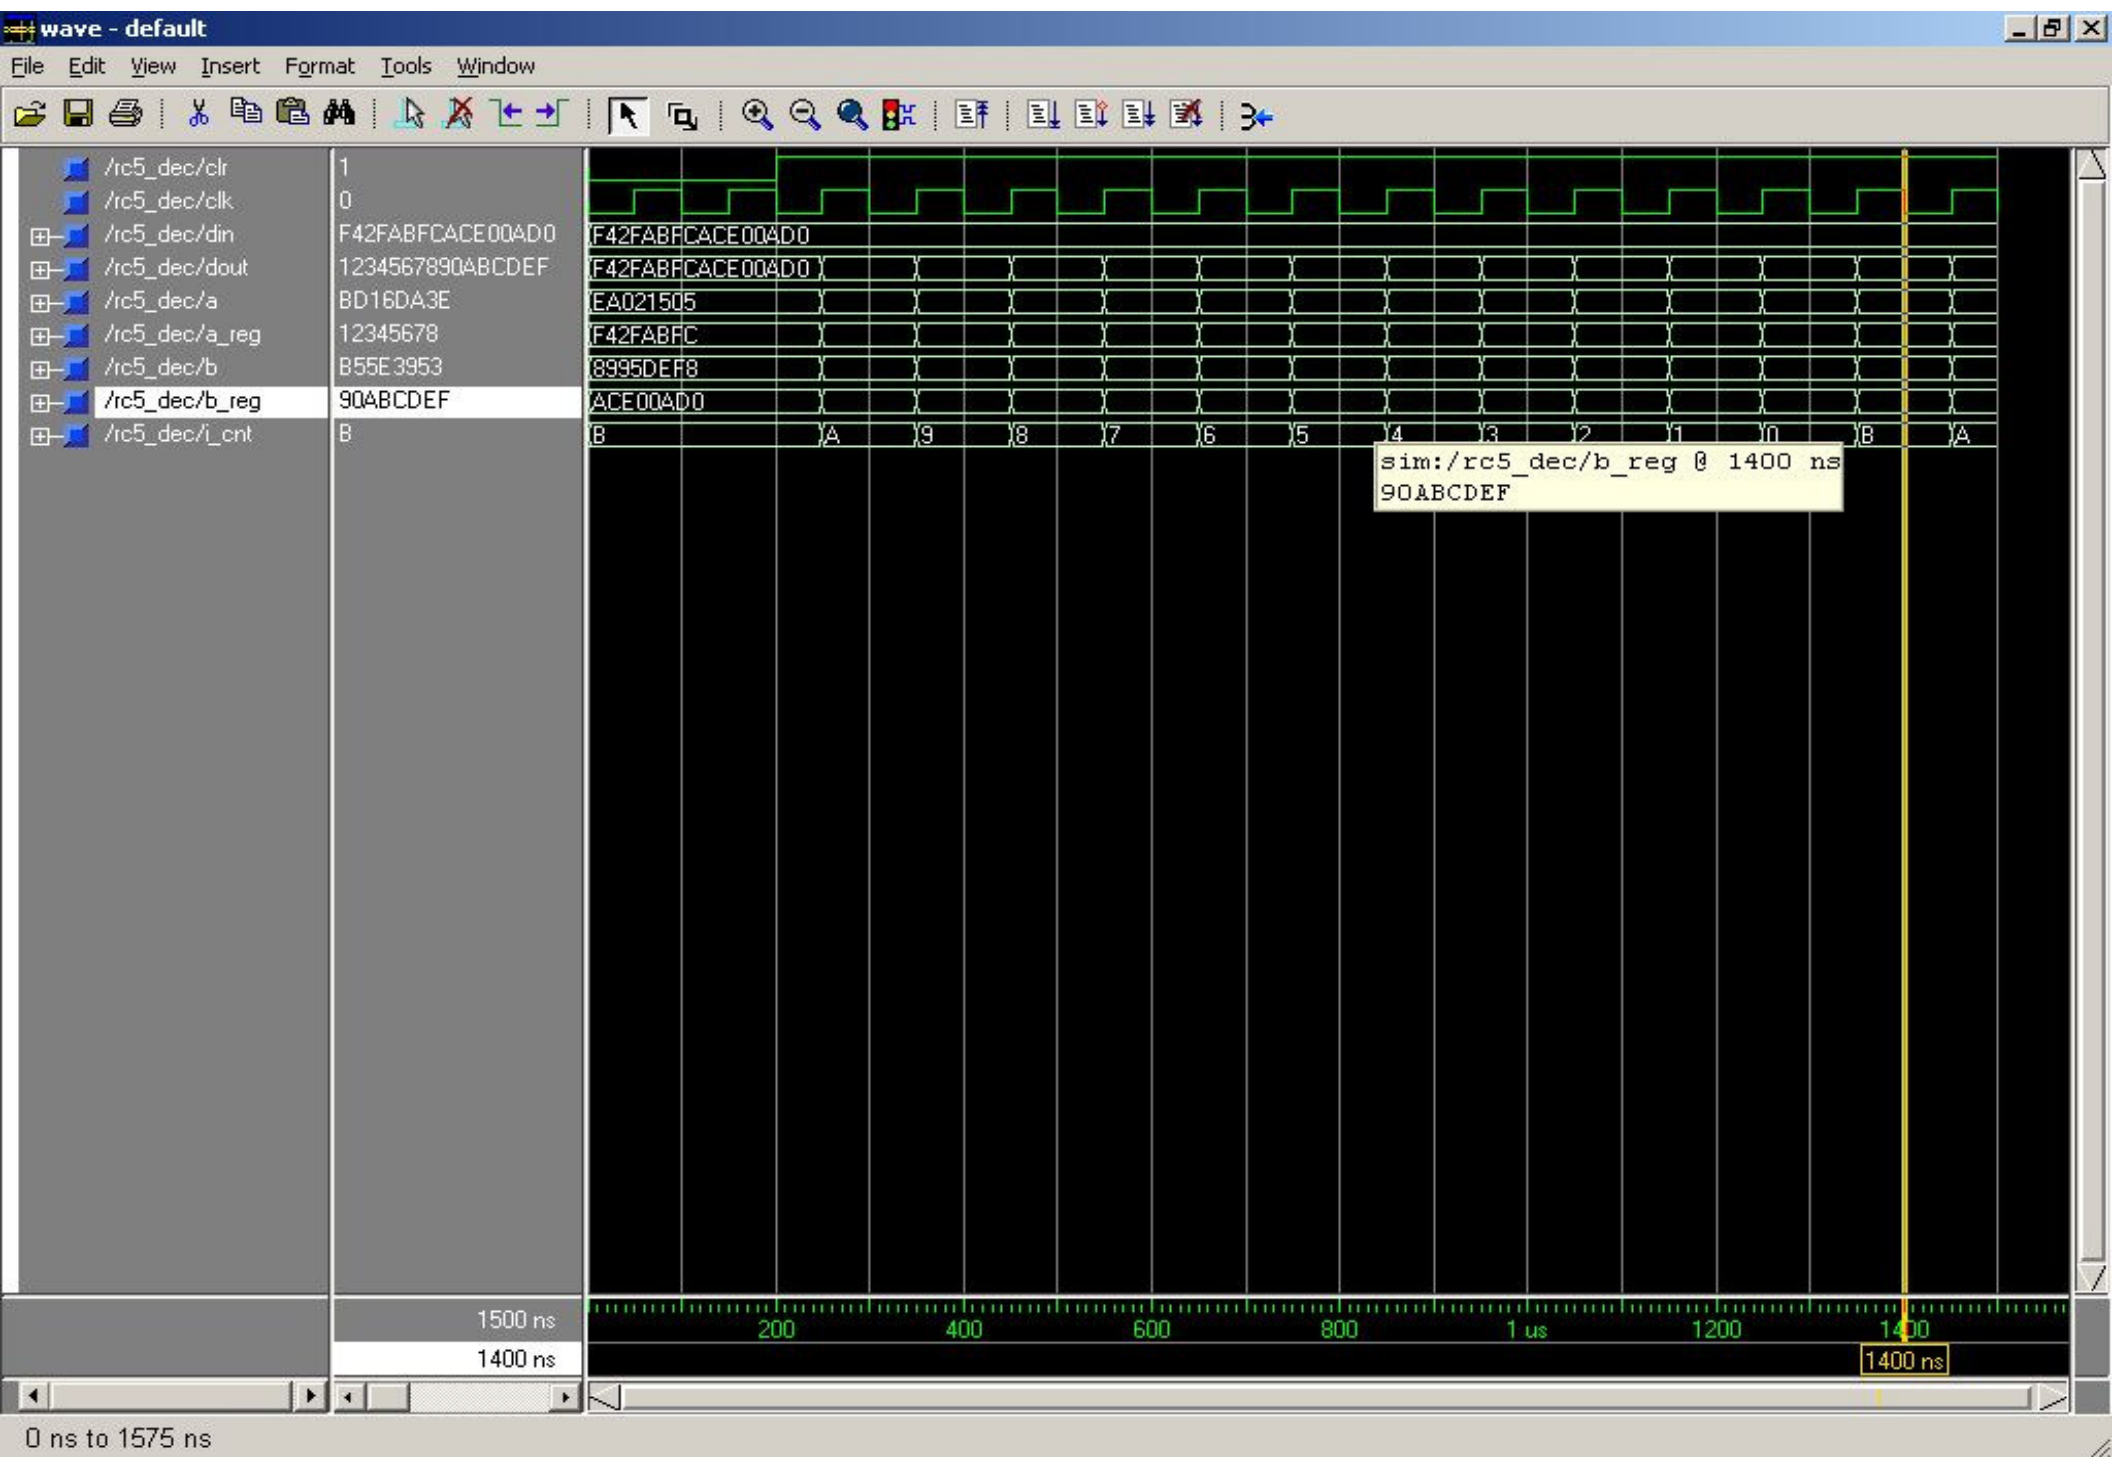 wave - default
File Edit View Insert Format Tools Window
/rc5_dec/clr 1
/rc5_dec/clk 0
/rc5_dec/din F42FABFCACE00AD0 F42FABFCACE00AD0
/rc5_dec/dout 1234567890ABCDEF F42FABFCACE00AD0
/rc5_dec/a BD16DA3E EA021505
/rc5_dec/a_reg 12345678 F42FABFC
/rc5_dec/b B55E3953 8995DEF8
/rc5_dec/b_reg 90ABCDEF ACE00AD0
/rc5_dec/i_cnt B B A 9 8 7 6 5 4 3 2 1 0 B A
sim:/rc5_dec/b_reg @ 1400 ns
90ABCDEF
1500 ns 200 400 600 800 1 us 1200 1400
1400 ns 1400 ns
0 ns to 1575 ns